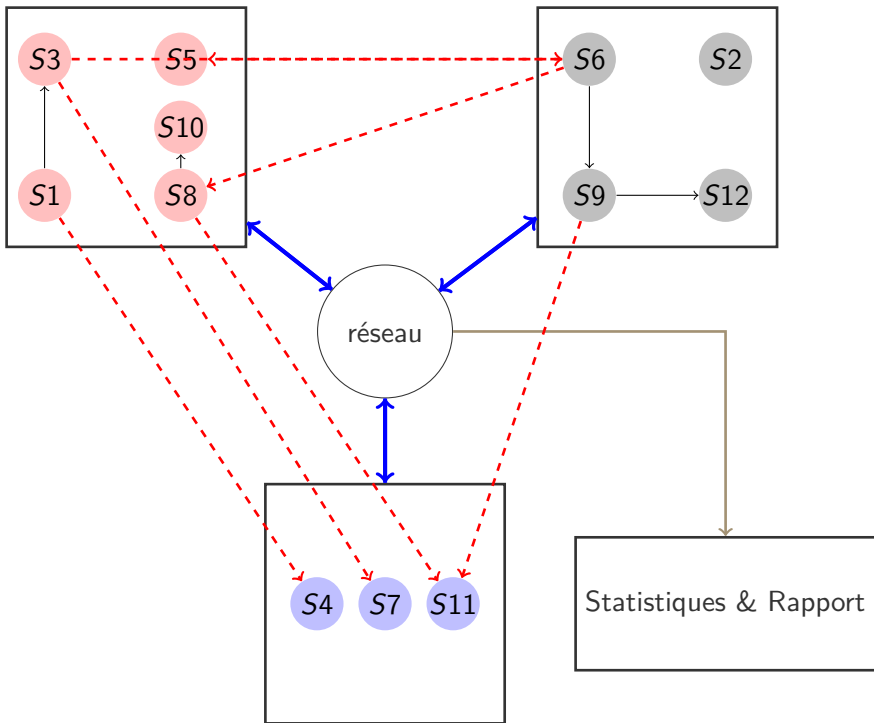 S3
S5
S6
S2
S10
S1
S8
S9
S12
réseau
S4
S7
S11
Statistiques & Rapport